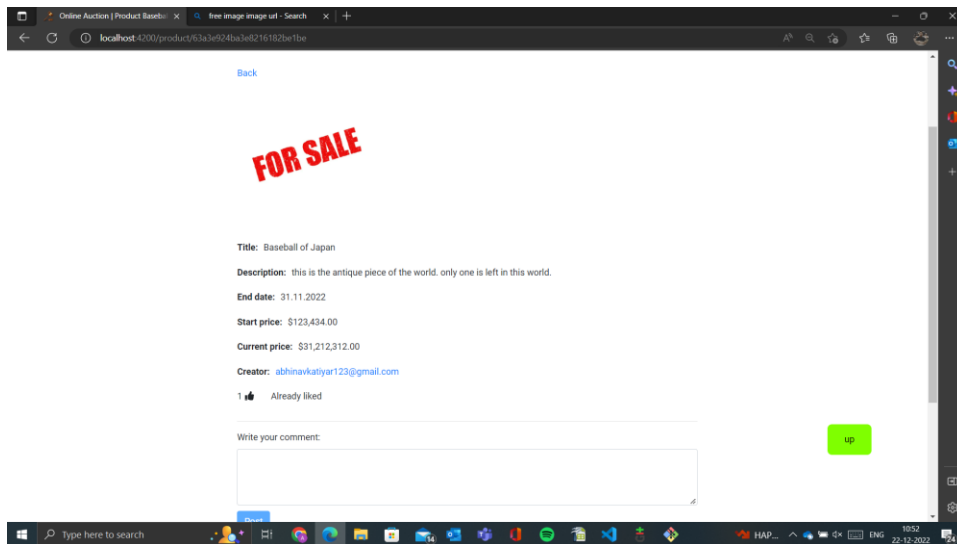 Online Auction | Product Baseba
free image image url - Search
localhost:4200/product/63a3e924ba3e8216182be1be
Back
FOR SALE
Title: Baseball of Japan
Description: this is the antique piece of the world. only one is left in this world.
End date: 31.11.2022
Start price: $123,434.00
Current price: $31,212,312.00
Creator: abhinavkatiyar123@gmail.com
1 Already liked
Write your comment:
up
Post
Type here to search
HAP...
ENG
10:52
22-12-2022